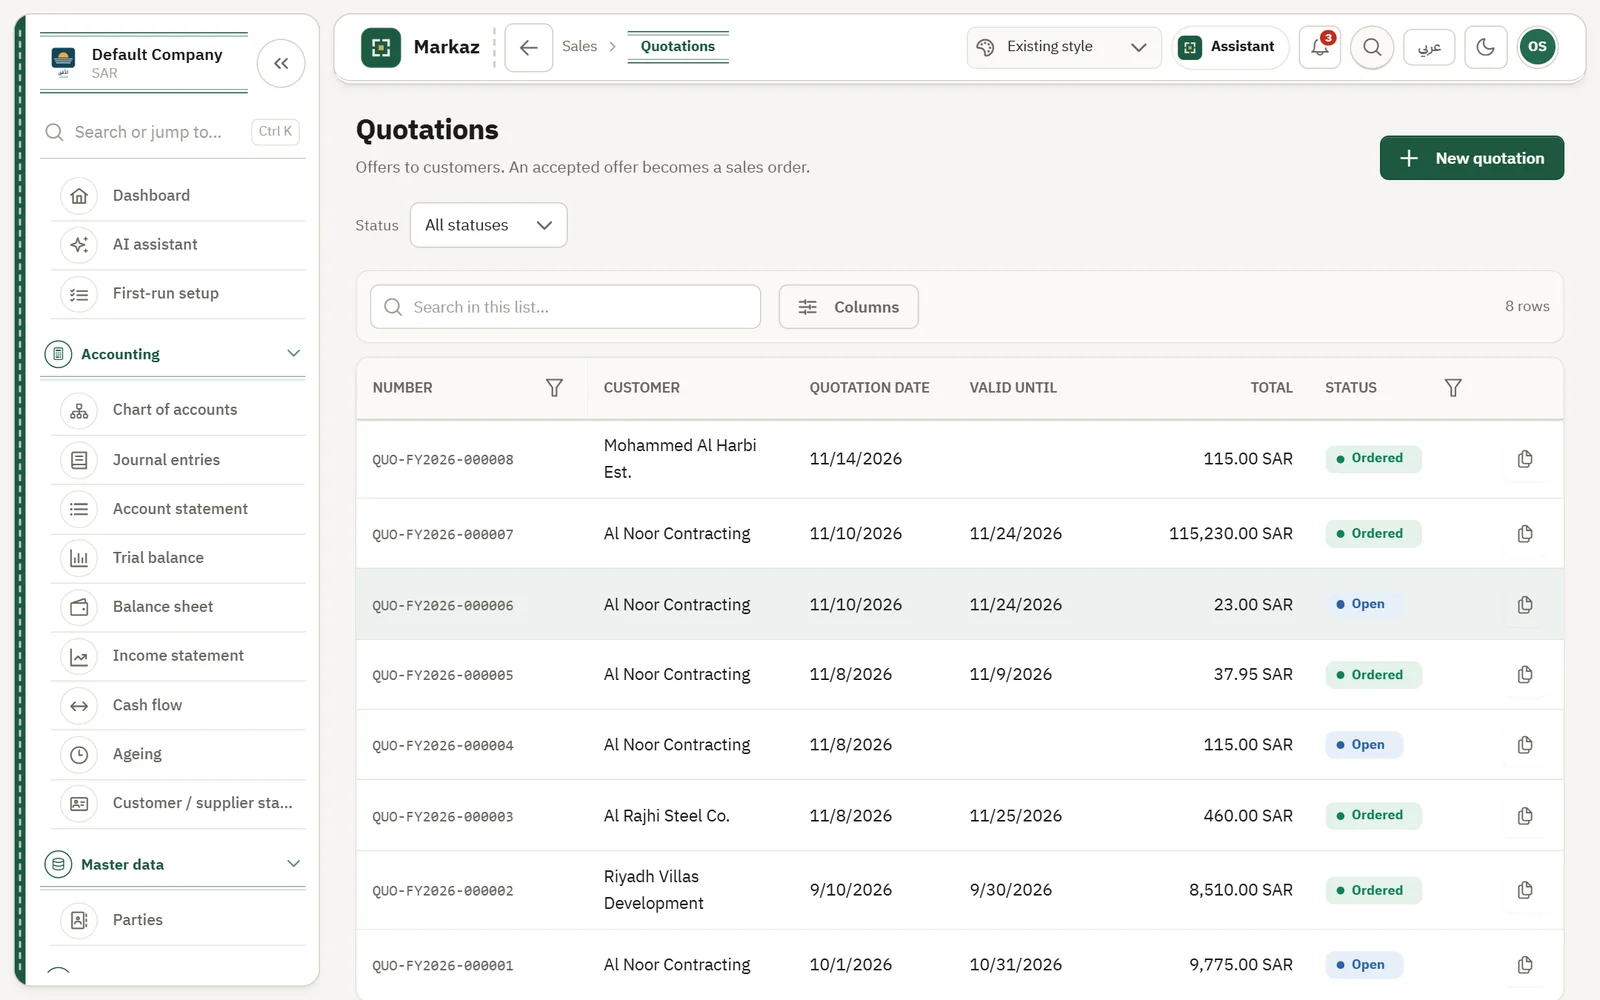 Default Company
SAR
Search or jump to...
Ctrl K
Dashboard
AI assistant
First-run setup
Accounting
Chart of accounts
Journal entries
Account statement
Trial balance
Balance sheet
Income statement
Cash flow
Ageing
Customer / supplier sta...
Master data
Parties
Markaz
Sales
Quotations
Existing style
Assistant
3
عربي
OS
Quotations
Offers to customers. An accepted offer becomes a sales order.
New quotation
Status
All statuses
Search in this list...
Columns
8 rows
NUMBER CUSTOMER QUOTATION DATE VALID UNTIL TOTAL STATUS
QUO-FY2026-000008 Mohammed Al Harbi Est. 11/14/2026 115.00 SAR Ordered
QUO-FY2026-000007 Al Noor Contracting 11/10/2026 11/24/2026 115,230.00 SAR Ordered
QUO-FY2026-000006 Al Noor Contracting 11/10/2026 11/24/2026 23.00 SAR Open
QUO-FY2026-000005 Al Noor Contracting 11/8/2026 11/9/2026 37.95 SAR Ordered
QUO-FY2026-000004 Al Noor Contracting 11/8/2026 115.00 SAR Open
QUO-FY2026-000003 Al Rajhi Steel Co. 11/8/2026 11/25/2026 460.00 SAR Ordered
QUO-FY2026-000002 Riyadh Villas Development 9/10/2026 9/30/2026 8,510.00 SAR Ordered
QUO-FY2026-000001 Al Noor Contracting 10/1/2026 10/31/2026 9,775.00 SAR Open